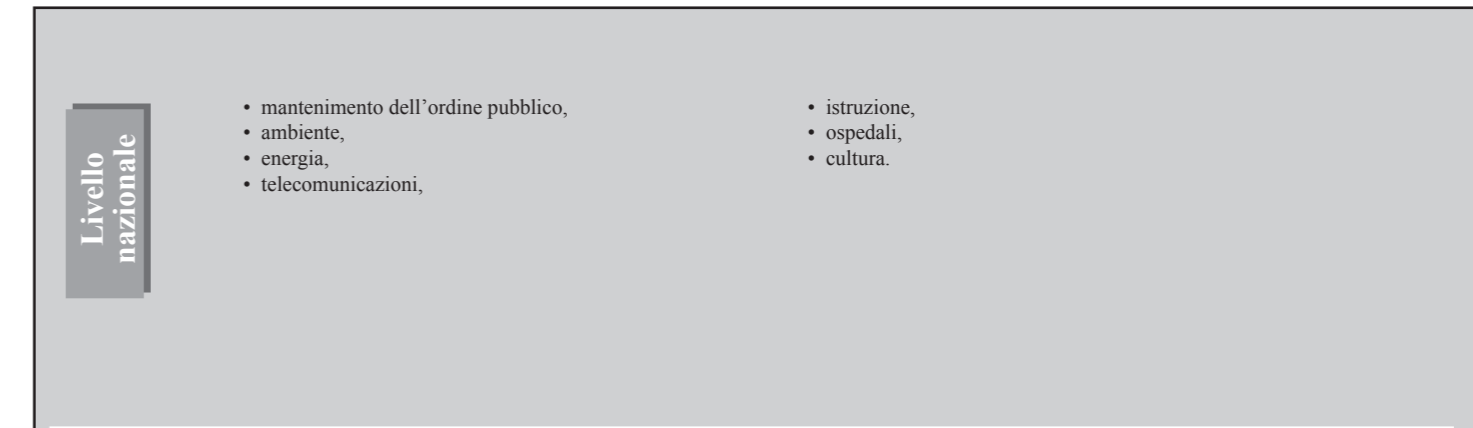 Livello
nazionale
• mantenimento dell’ordine pubblico,
• ambiente,
• energia,
• telecomunicazioni,
• istruzione,
• ospedali,
• cultura.